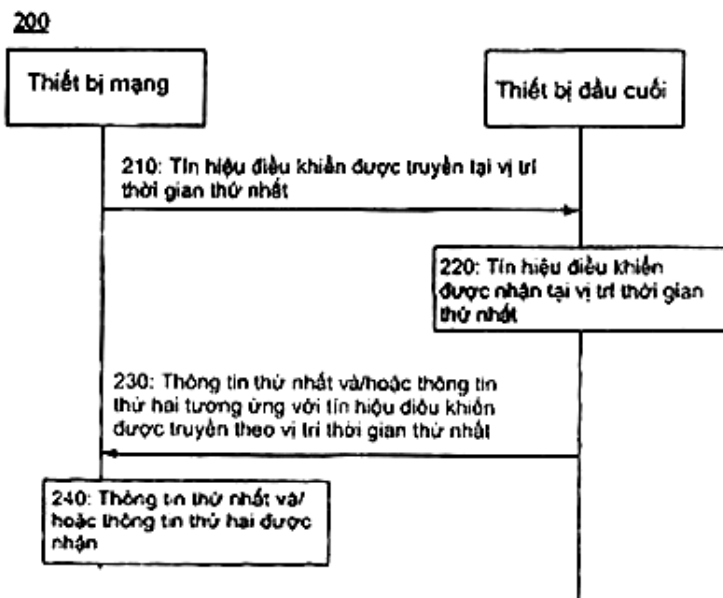 200
Thiết bị mạng
Thiết bị đầu cuối
210: Tín hiệu điều khiển được truyền tại vị trí
thời gian thứ nhất
220: Tín hiệu điều khiển
được nhận tại vị trí thời gian
thứ nhất
230: Thông tin thứ nhất và/hoặc thông tin
thứ hai tương ứng với tín hiệu điều khiển
được truyền theo vị trí thời gian thứ nhất
240: Thông tin thứ nhất và/
hoặc thông tin thứ hai được
nhận